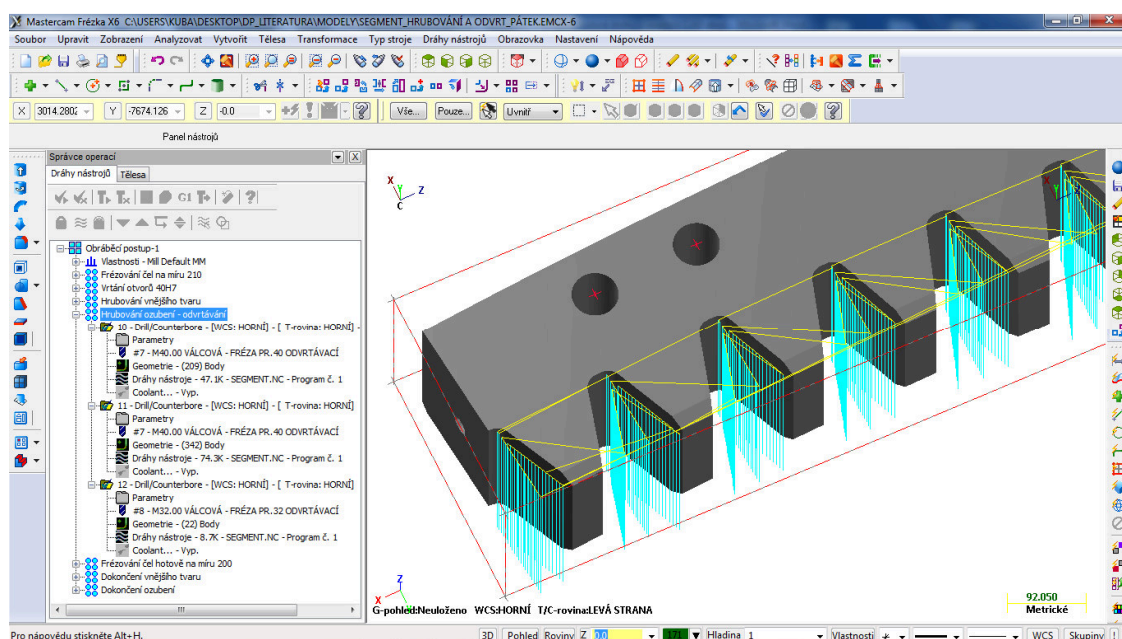 Mastercam Frézka X6 C:\USERS\KUBA\DESKTOP\DP_LITERATURA\MODELY\SEGMENT_HRUBOVÁNÍ A ODVRT_PÁTEK.EMCX-6
Soubor Upravit Zobrazení Analyzovat Vytvořit Tělesa Transformace Typ stroje Dráhy nástrojů Obrazovka Nastavení Nápověda
X 3014.2802 Y -7674.126 Z -0.0 Vše... Pouze... Uvnitř
Panel nástrojů
Správce operací
Dráhy nástrojů Tělesa
G1
Obráběcí postup-1
Vlastnosti - Mill Default MM
Frézování čel na míru 210
Vrtání otvorů 40H7
Hrubování vnějšího tvaru
Hrubování ozubení - odvrtávání
10 - Drill/Counterbore - [WCS: HORNÍ] - [ T-rovina: HORNÍ] -
Parametry
#7 - M40.00 VÁLCOVÁ - FRÉZA PR.40 ODVRTÁVACÍ
Geometrie - (209) Body
Dráhy nástroje - 47.1K - SEGMENT.NC - Program č. 1
Coolant... - Vyp.
11 - Drill/Counterbore - [WCS: HORNÍ] - [ T-rovina: HORNÍ]
Parametry
#7 - M40.00 VÁLCOVÁ - FRÉZA PR.40 ODVRTÁVACÍ
Geometrie - (342) Body
Dráhy nástroje - 74.3K - SEGMENT.NC - Program č. 1
Coolant... - Vyp.
12 - Drill/Counterbore - [WCS: HORNÍ] - [ T-rovina: HORNÍ]
Parametry
#8 - M32.00 VÁLCOVÁ - FRÉZA PR.32 ODVRTÁVACÍ
Geometrie - (22) Body
Dráhy nástroje - 8.7K - SEGMENT.NC - Program č. 1
Coolant... - Vyp.
Frézování čel hotově na míru 200
Dokončení vnějšího tvaru
Dokončení ozubení
X Y Z
C
X Y
Z
X Y
G-pohled:Neuloženo WCS:HORNÍ T/C-rovina:LEVÁ STRANA
92.050
Metrické
Pro nápovědu stiskněte Alt+H.
3D Pohled Roviny Z 0.0 171 Hladina 1 Vlastnosti WCS Skupiny